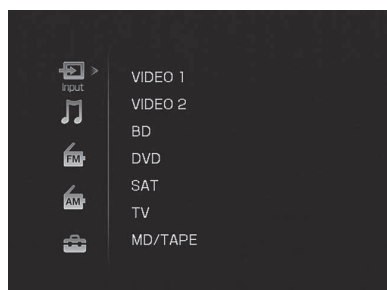 Input
FM
AM
VIDEO 1
VIDEO 2
BD
DVD
SAT
TV
MD/TAPE